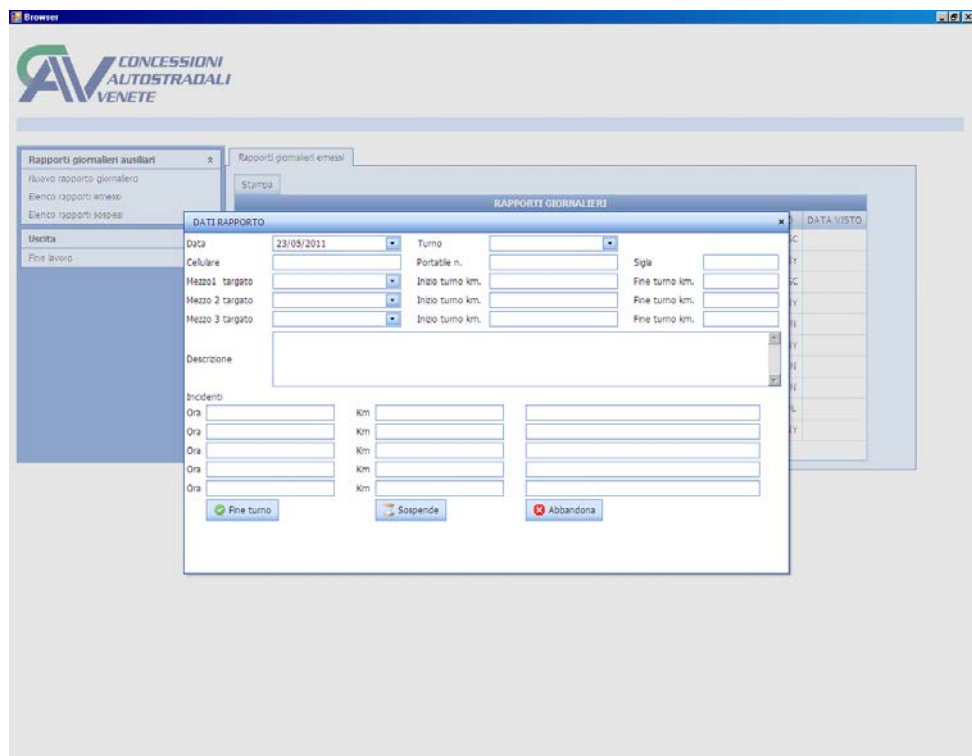 Browser
CONCESSIONI
AUTOSTRADALI
VENETE
Rapporti giornalieri ausiliari
Nuovo rapporto giornaliero
Elenco rapporti emessi
Elenco rapporti sospesi
Uscita
Fine lavoro
Rapporti giornalieri emessi
Stampa
RAPPORTI GIORNALIERI
DATA VISTO
DATI RAPPORTO
Data 23/05/2011 Turno
Cellulare Portatile n. Sigla
Mezzo1 targato Inizio turno km. Fine turno km.
Mezzo 2 targato Inizio turno km. Fine turno km.
Mezzo 3 targato Inizio turno km. Fine turno km.
Descrizione
Incidenti
Ora Km
Ora Km
Ora Km
Ora Km
Ora Km
Fine turno Sospende Abbandona